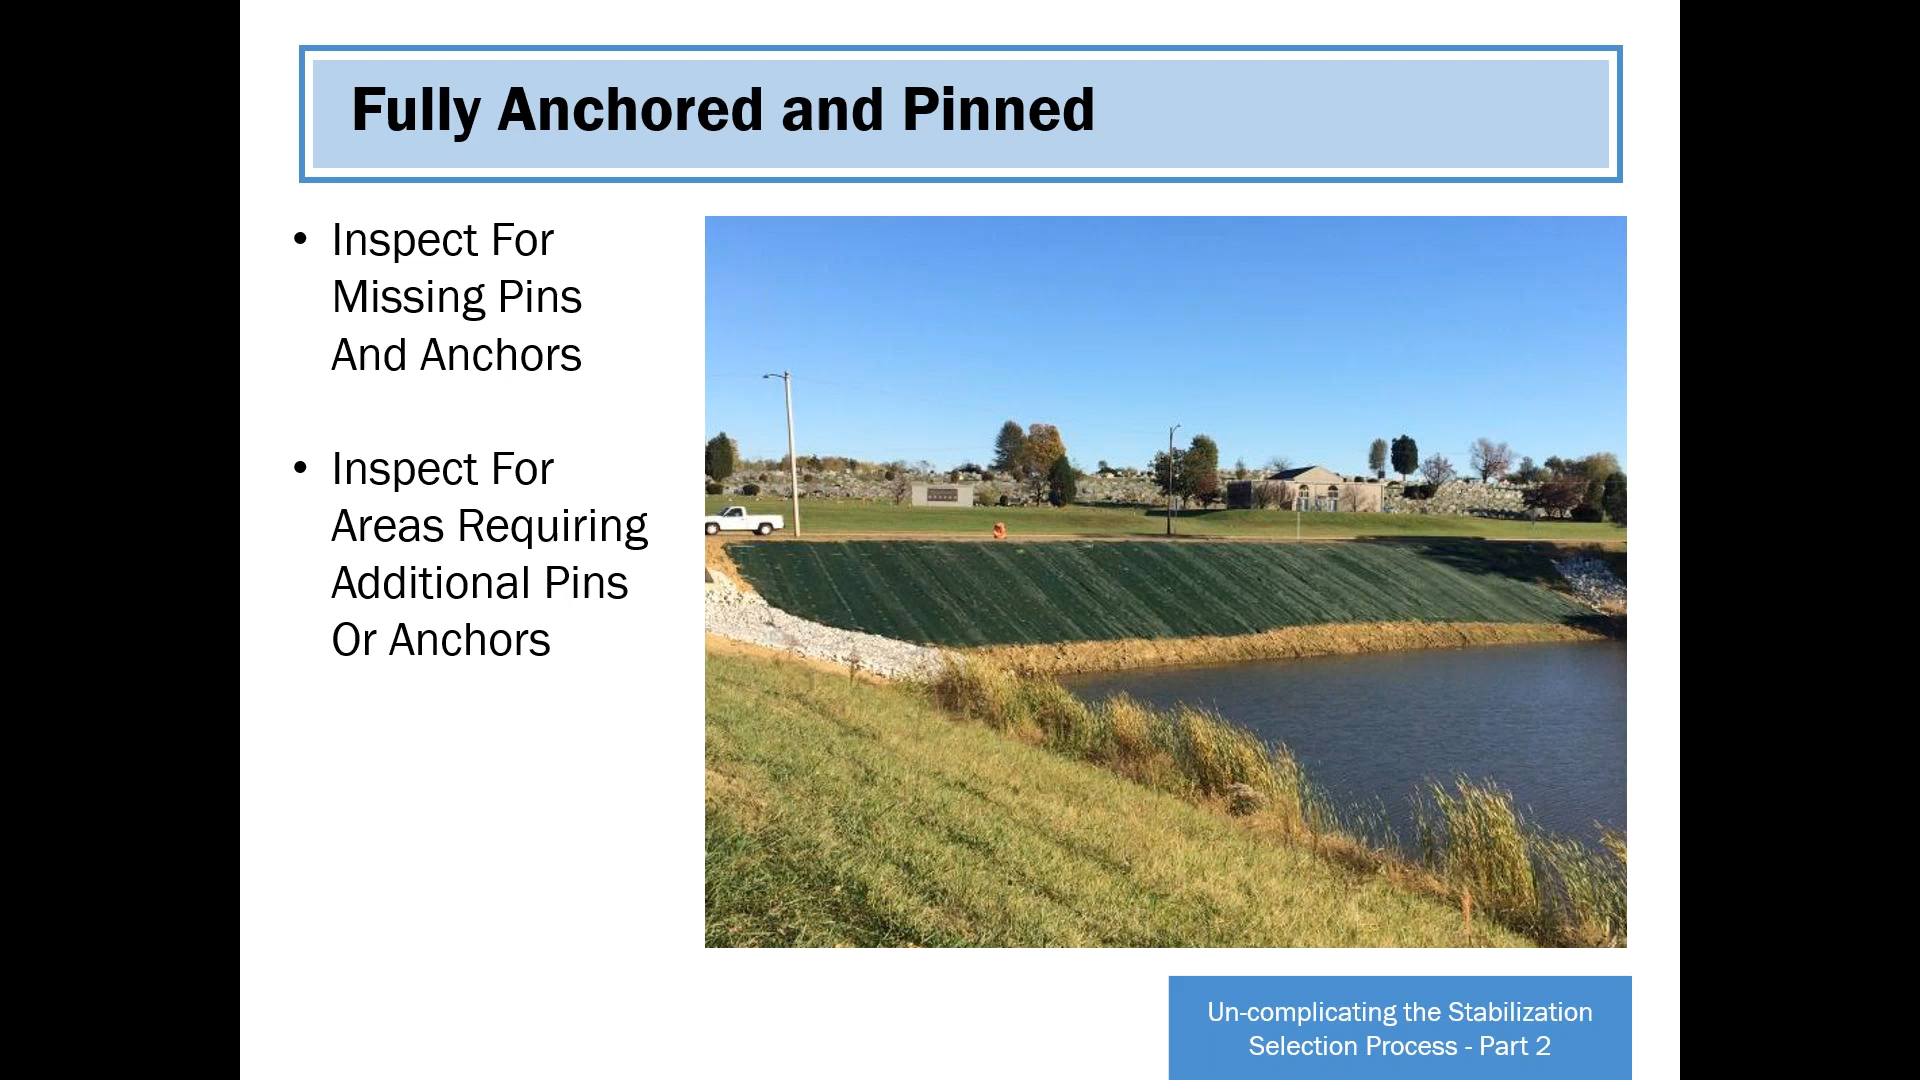 Fully Anchored and Pinned
• Inspect For
Missing Pins
And Anchors
• Inspect For
Areas Requiring
Additional Pins
Or Anchors
Un-complicating the Stabilization
Selection Process - Part 2